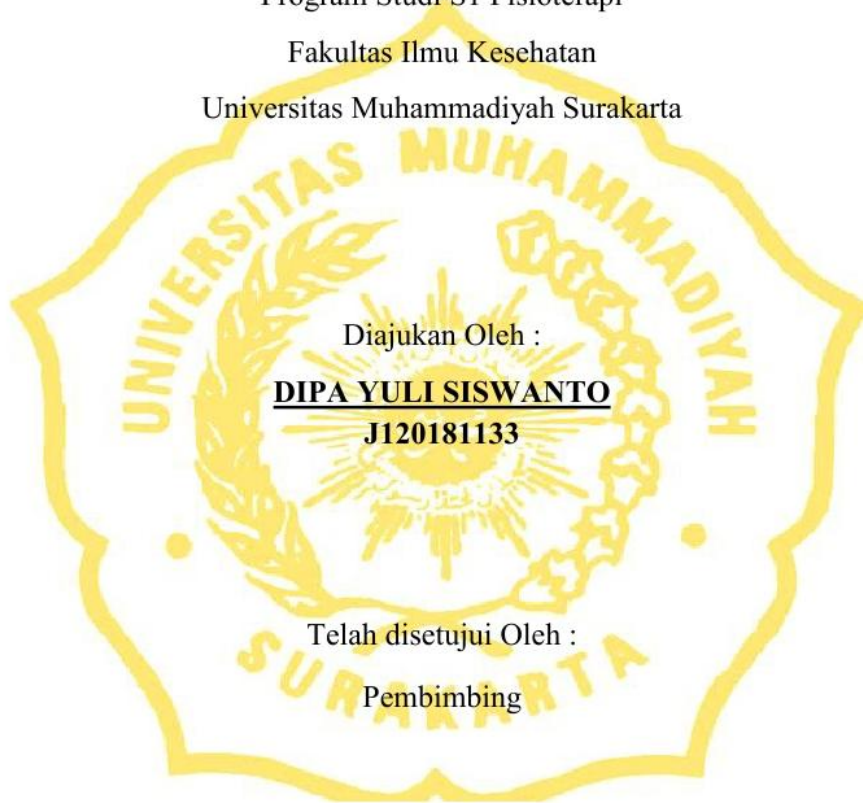 Program Studi S1 Fisioterapi
Fakultas Ilmu Kesehatan
Universitas Muhammadiyah Surakarta
UNIVERSITAS MUHAMMADIYAH
Diajukan Oleh :
DIPA YULI SISWANTO
J120181133
Telah disetujui Oleh :
Pembimbing
SURAKARTA